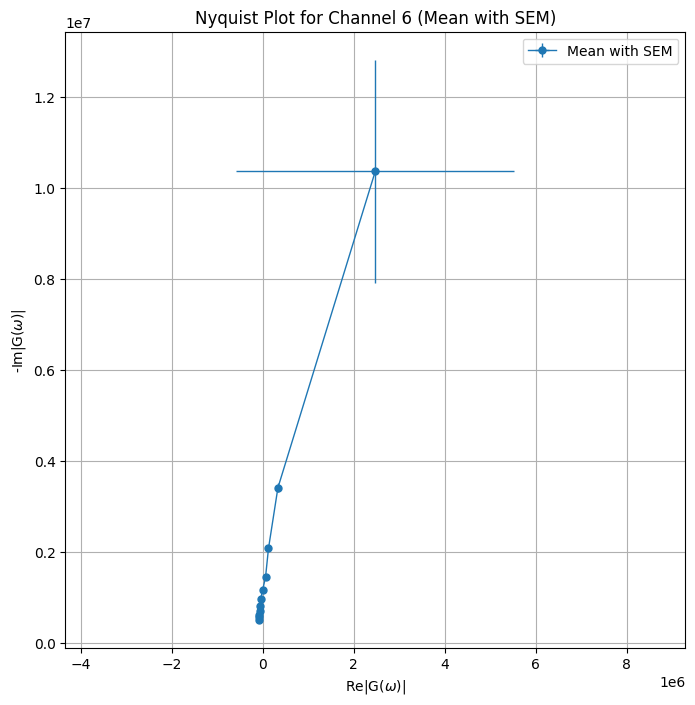 Nyquist Plot for Channel 6 (Mean with SEM)
1e7
Mean with SEM
1.2
1.0
0.8
0.6
0.4
0.2
0.0
-Im|G(ω)|
−4 −2 0 2 4 6 8
1e6
Re|G(ω)|